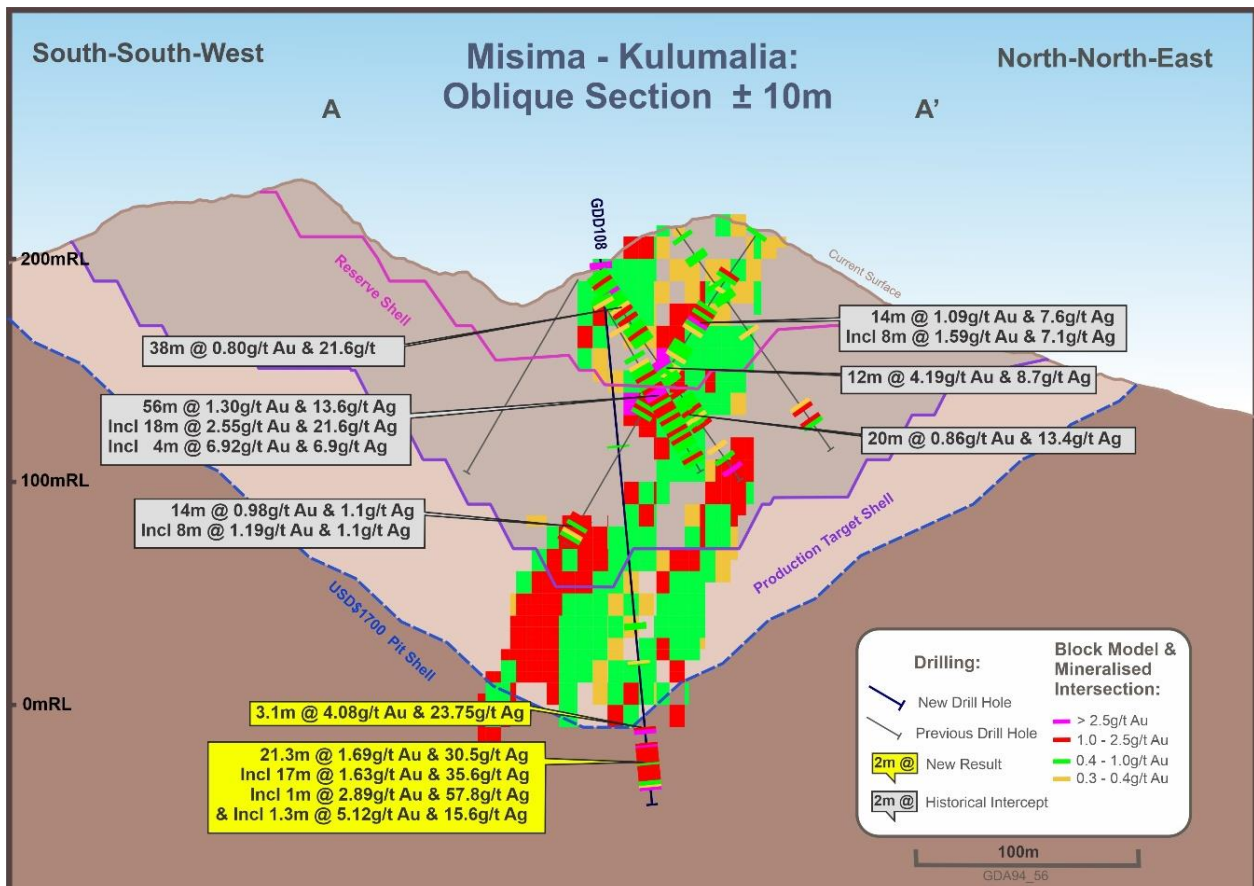 South-South-West
Misima - Kulumalia:
Oblique Section ± 10m
North-North-East
A
A'
GDD108
200mRL
Reserve Shell
Current Surface
14m @ 1.09g/t Au & 7.6g/t Ag
Incl 8m @ 1.59g/t Au & 7.1g/t Ag
38m @ 0.80g/t Au & 21.6g/t
12m @ 4.19g/t Au & 8.7g/t Ag
56m @ 1.30g/t Au & 13.6g/t Ag
Incl 18m @ 2.55g/t Au & 21.6g/t Ag
Incl 4m @ 6.92g/t Au & 6.9g/t Ag
20m @ 0.86g/t Au & 13.4g/t Ag
100mRL
14m @ 0.98g/t Au & 1.1g/t Ag
Incl 8m @ 1.19g/t Au & 1.1g/t Ag
Production Target Shell
USD$1700 Pit Shell
0mRL
3.1m @ 4.08g/t Au & 23.75g/t Ag
21.3m @ 1.69g/t Au & 30.5g/t Ag
Incl 17m @ 1.63g/t Au & 35.6g/t Ag
Incl 1m @ 2.89g/t Au & 57.8g/t Ag
& Incl 1.3m @ 5.12g/t Au & 15.6g/t Ag
Drilling:
New Drill Hole
Previous Drill Hole
2m @ New Result
2m @ Historical Intercept
Block Model &
Mineralised
Intersection:
> 2.5g/t Au
1.0 - 2.5g/t Au
0.4 - 1.0g/t Au
0.3 - 0.4g/t Au
100m
GDA94_56